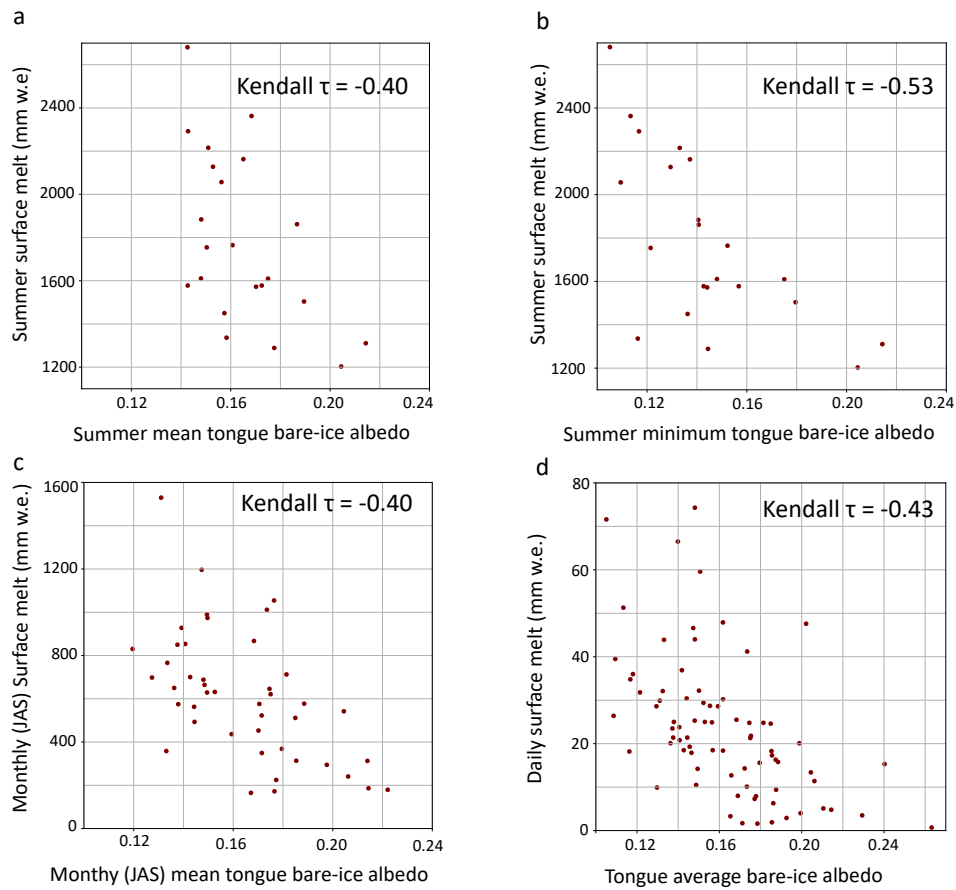 a
Kendall τ = -0.40
Summer surface melt (mm w.e)
2400
2000
1600
1200
0.12 0.16 0.20 0.24
Summer mean tongue bare-ice albedo
b
Kendall τ = -0.53
Summer surface melt (mm w.e.)
2400
2000
1600
1200
0.12 0.16 0.20 0.24
Summer minimum tongue bare-ice albedo
c
Kendall τ = -0.40
Monthly (JAS) Surface melt (mm w.e.)
1600
1200
800
400
0
0.12 0.16 0.20 0.24
Monthy (JAS) mean tongue bare-ice albedo
d
Kendall τ = -0.43
Daily surface melt (mm w.e.)
80
60
40
20
0
0.12 0.16 0.20 0.24
Tongue average bare-ice albedo